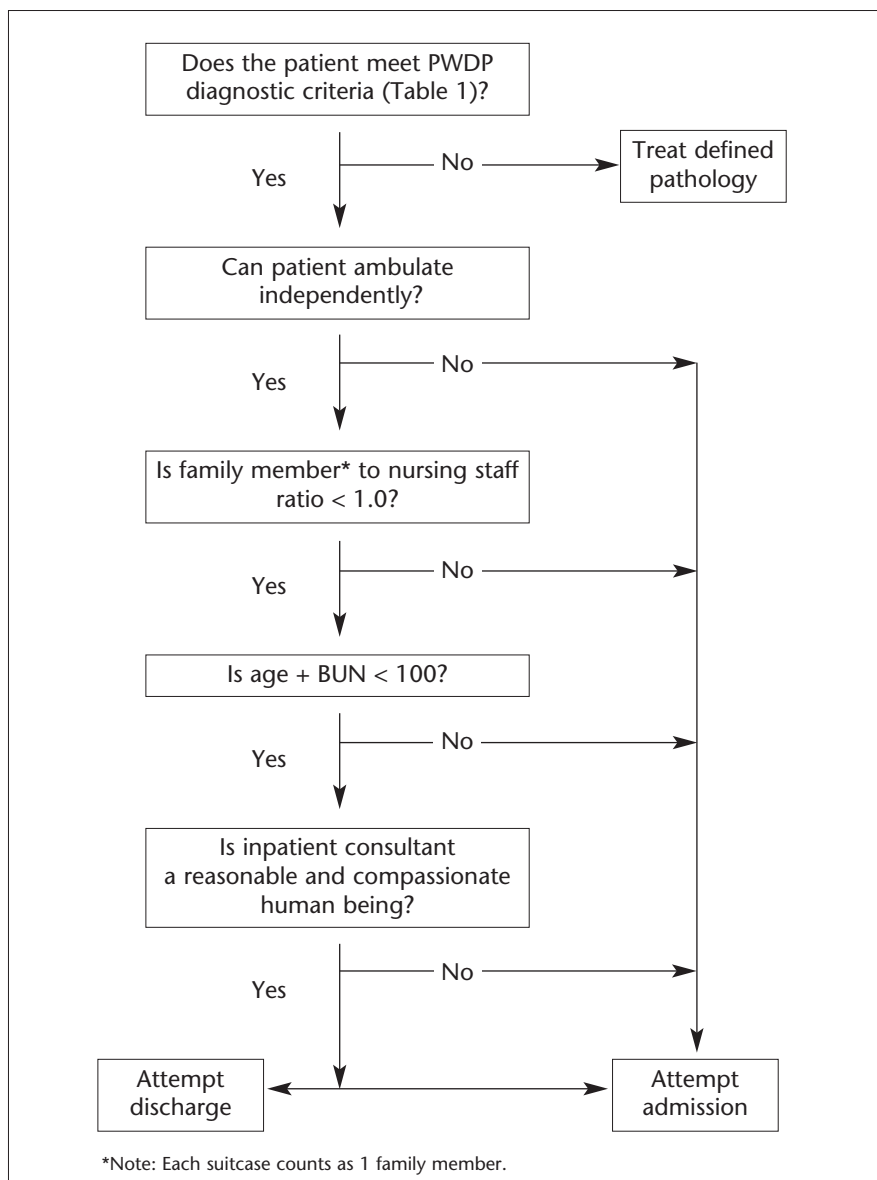 Does the patient meet PWDP
diagnostic criteria (Table 1)?
Yes
No
Treat defined
pathology
Can patient ambulate
independently?
Yes
No
Is family member* to nursing staff
ratio < 1.0?
Yes
No
Is age + BUN < 100?
Yes
No
Is inpatient consultant
a reasonable and compassionate
human being?
Yes
No
Attempt
discharge
Attempt
admission
*Note: Each suitcase counts as 1 family member.